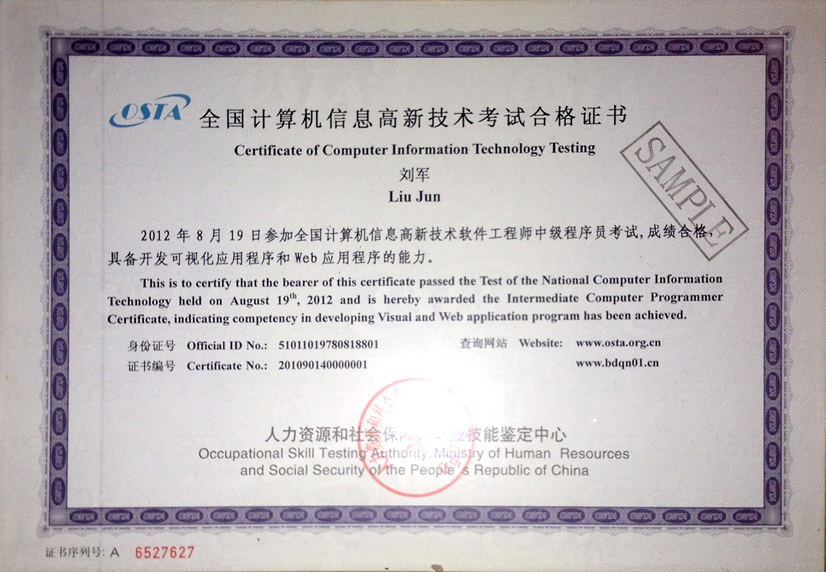 OSTA 全国计算机信息高新技术考试合格证书
Certificate of Computer Information Technology Testing
SAMPLE
刘军
Liu Jun
2012 年 8 月 19 日参加全国计算机信息高新技术软件工程师中级程序员考试,成绩合格,
具备开发可视化应用程序和 Web 应用程序的能力。
This is to certify that the bearer of this certificate passed the Test of the National Computer Information
Technology held on August 19th, 2012 and is hereby awarded the Intermediate Computer Programmer
Certificate, indicating competency in developing Visual and Web application program has been achieved.
身份证号 Official ID No.: 51011019780818801 查询网站 Website: www.osta.org.cn
证书编号 Certificate No.: 201090140000001 www.bdqn01.cn
人力资源和社会保 业技能鉴定中心
Occupational Skill Testing Authority, Ministry of Human Resources
and Social Security of the People's Republic of China
证书序列号: A 6527627